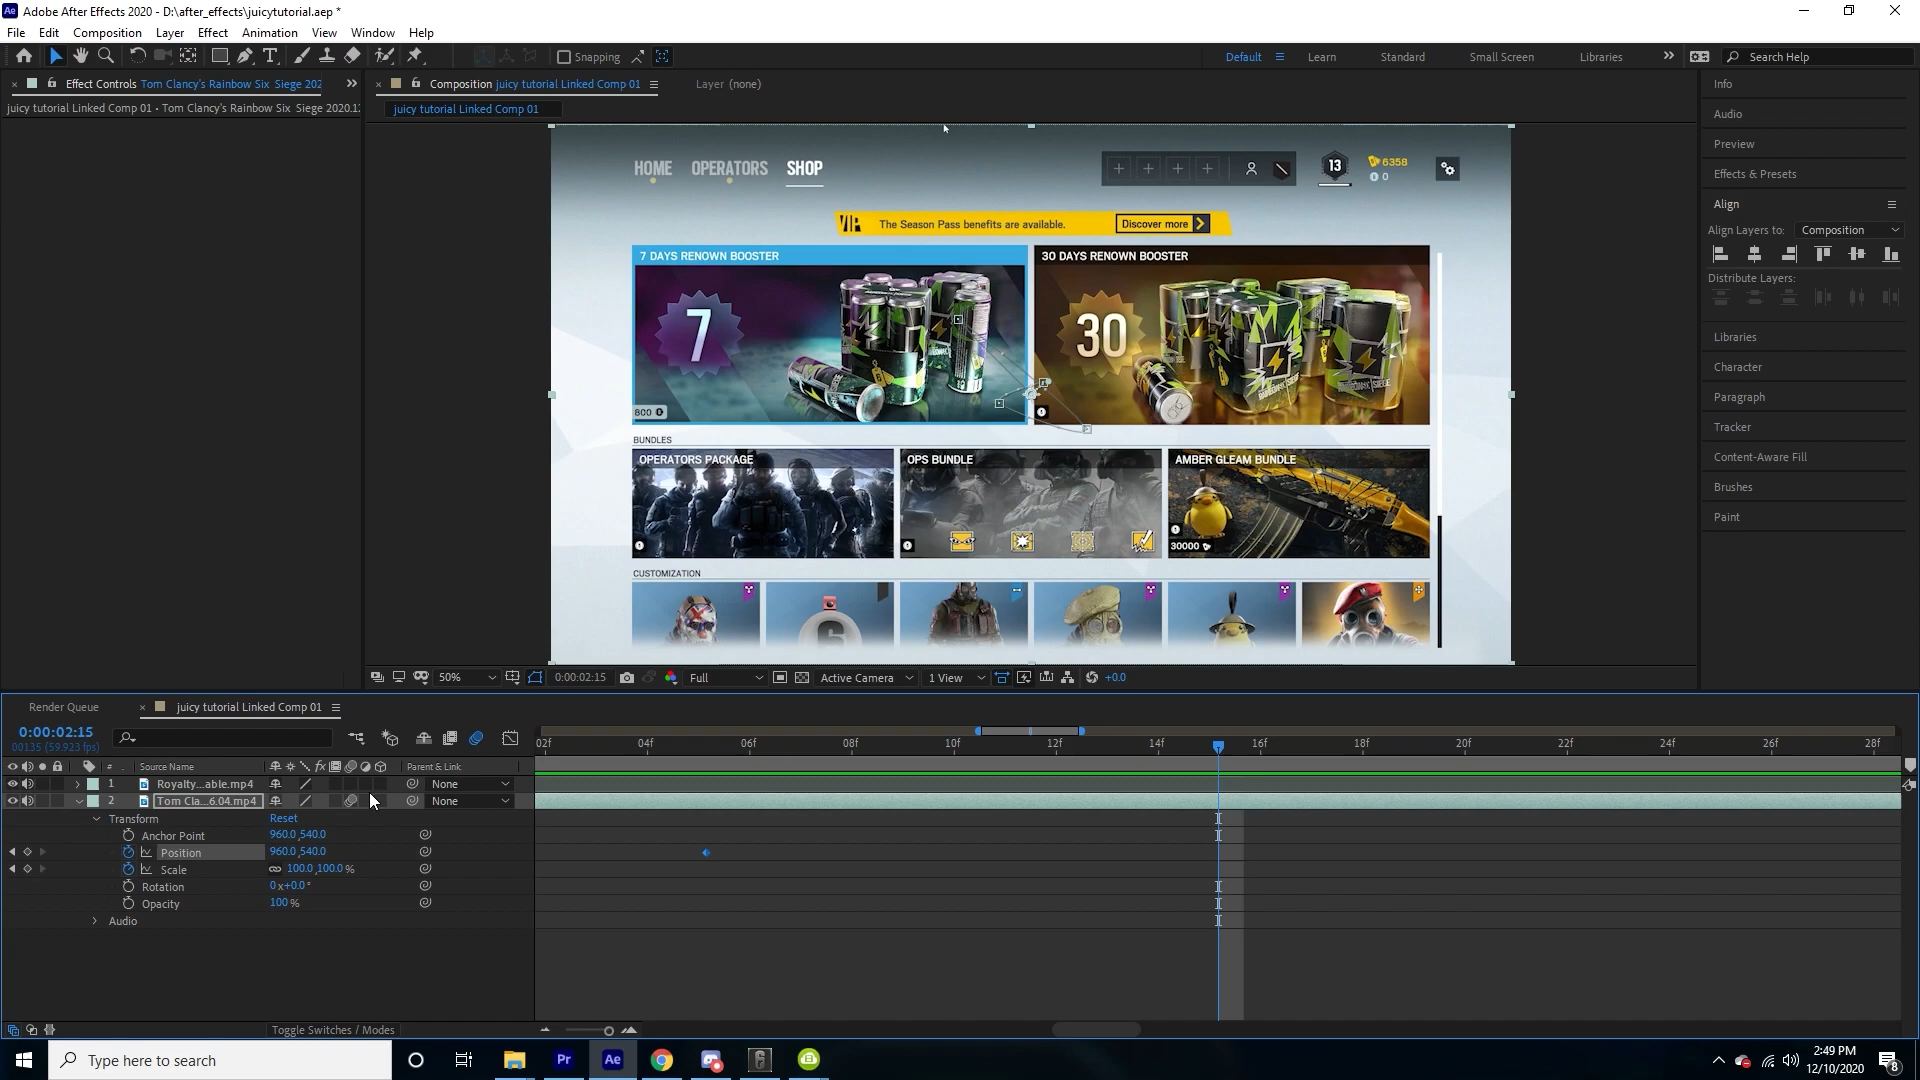 Adobe After Effects 2020 - D:\after_effects\juicytutorial.aep *
File Edit Composition Layer Effect Animation View Window Help
Snapping
Default Learn Standard Small Screen Libraries
Search Help
Effect Controls Tom Clancy's Rainbow Six Siege 202
Composition juicy tutorial Linked Comp 01
Layer (none)
juicy tutorial Linked Comp 01 • Tom Clancy's Rainbow Six Siege 2020.12
juicy tutorial Linked Comp 01
HOME OPERATORS SHOP
13
6358
0
The Season Pass benefits are available.
Discover more
7 DAYS RENOWN BOOSTER
7
800
30 DAYS RENOWN BOOSTER
30
BUNDLES
OPERATORS PACKAGE
OPS BUNDLE
AMBER GLEAM BUNDLE
30000
CUSTOMIZATION
50%
0:00:02:15
Full
Active Camera
1 View
+0.0
Info
Audio
Preview
Effects & Presets
Align
Align Layers to: Composition
Distribute Layers:
Libraries
Character
Paragraph
Tracker
Content-Aware Fill
Brushes
Paint
Render Queue
juicy tutorial Linked Comp 01
0:00:02:15
00135 (59.923 fps)
02f 04f 06f 08f 10f 12f 14f 16f 18f 20f 22f 24f 26f 28f
# Source Name fx Parent & Link
1 Royalty...able.mp4 None
2 Tom Cla...6.04.mp4 None
Transform Reset
Anchor Point 960.0,540.0
Position 960.0,540.0
Scale 100.0,100.0 %
Rotation 0x+0.0°
Opacity 100 %
Audio
Toggle Switches / Modes
Type here to search
Pr
Ae
2:49 PM
12/10/2020
8